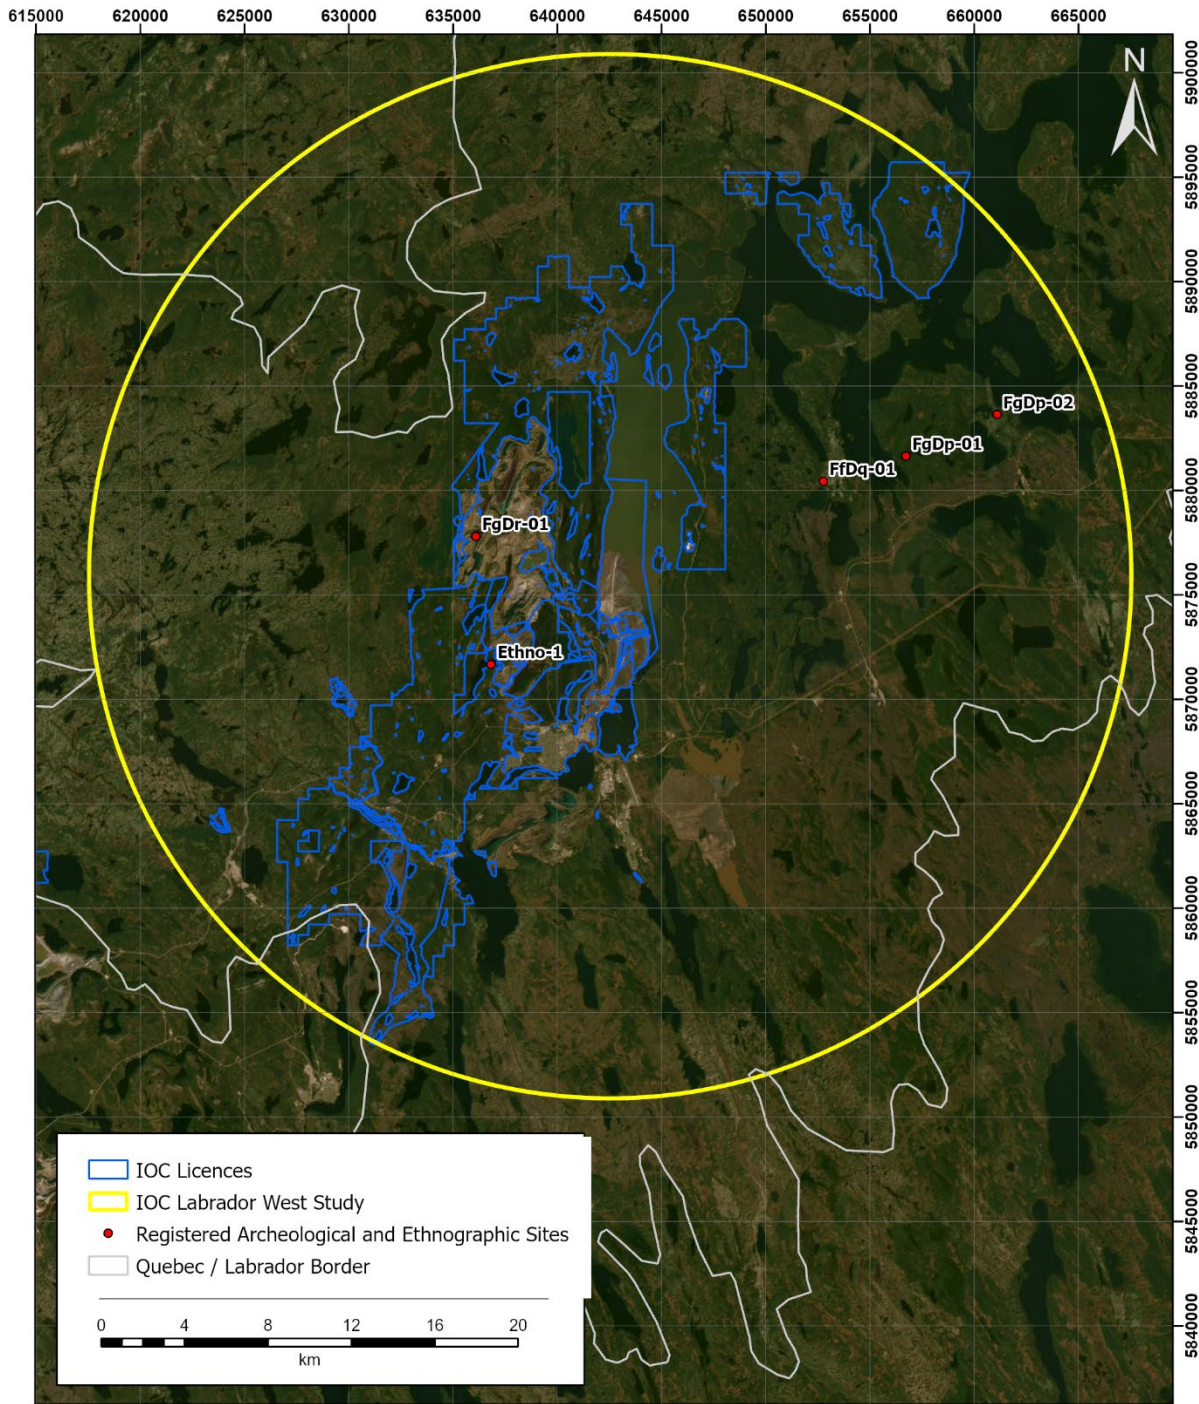 615000 620000 625000 630000 635000 640000 645000 650000 655000 660000 665000
N
5900000
5895000
5890000
5885000
5880000
5875000
5870000
5865000
5860000
5855000
5850000
5845000
5840000
FgDp-02
FgDp-01
FfDq-01
FgDr-01
Ethno-1
IOC Licences
IOC Labrador West Study
Registered Archeological and Ethnographic Sites
Quebec / Labrador Border
0 4 8 12 16 20
km